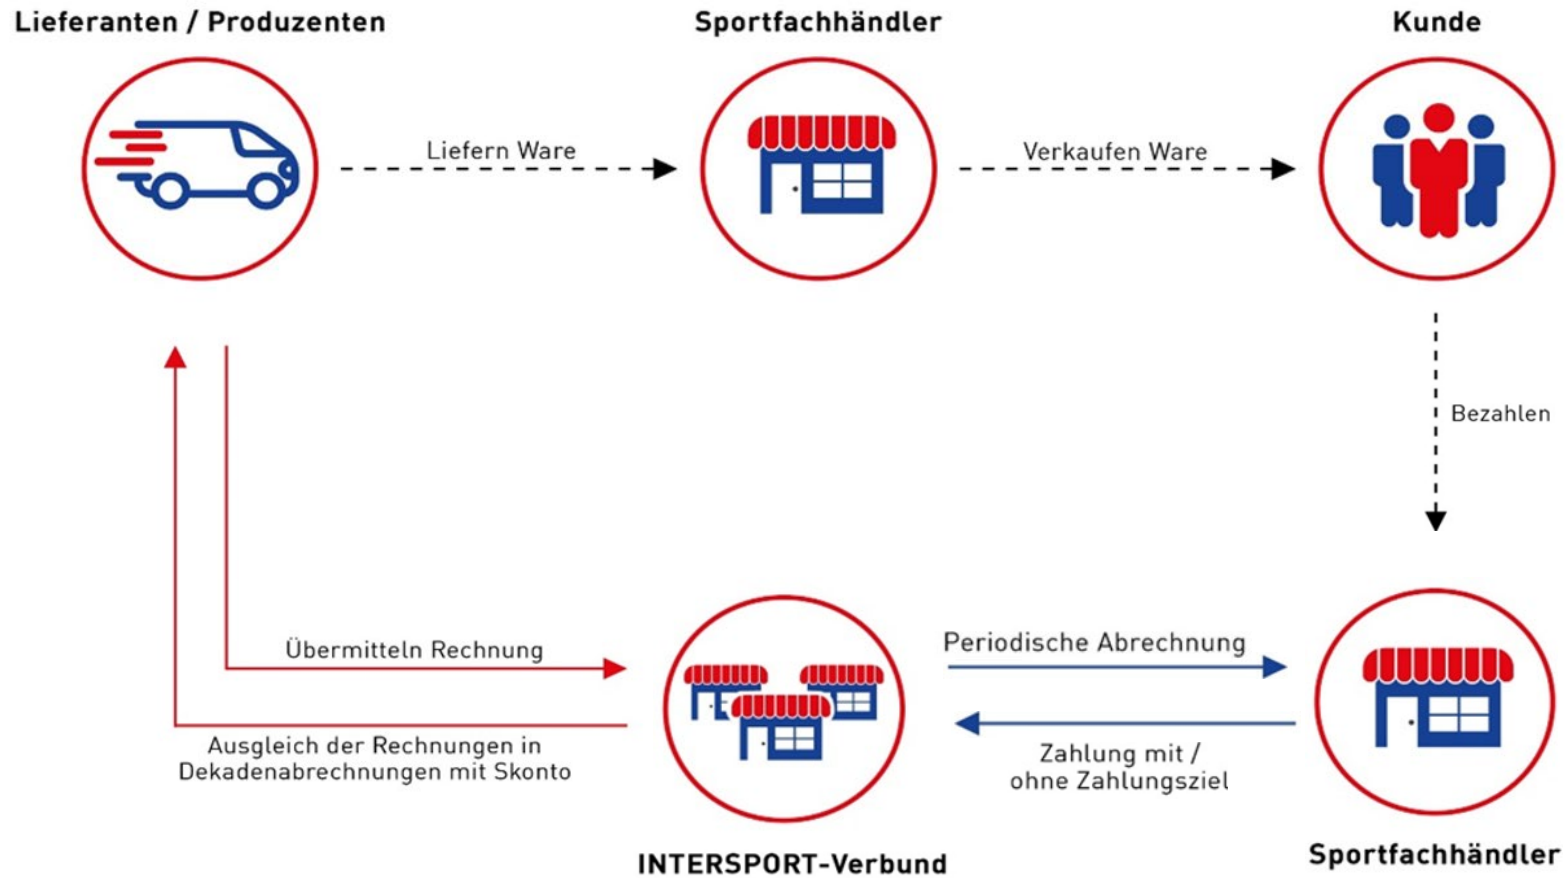 Lieferanten / Produzenten
Sportfachhändler
Kunde
Liefern Ware
Verkaufen Ware
Bezahlen
Übermitteln Rechnung
Ausgleich der Rechnungen in
Dekadenabrechnungen mit Skonto
Periodische Abrechnung
Zahlung mit /
ohne Zahlungsziel
INTERSPORT-Verbund
Sportfachhändler